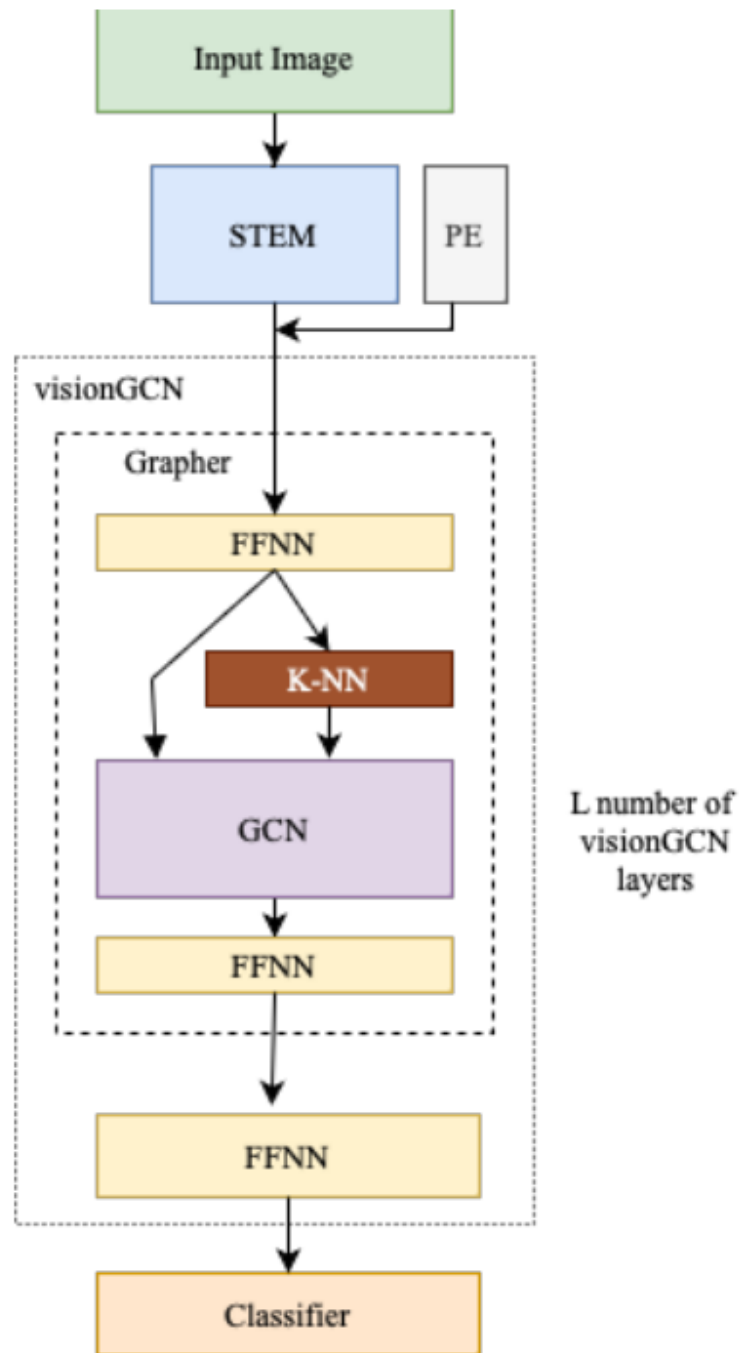 Input Image
STEM
PE
visionGCN
Grapher
FFNN
K-NN
GCN
FFNN
L number of
visionGCN
layers
FFNN
Classifier